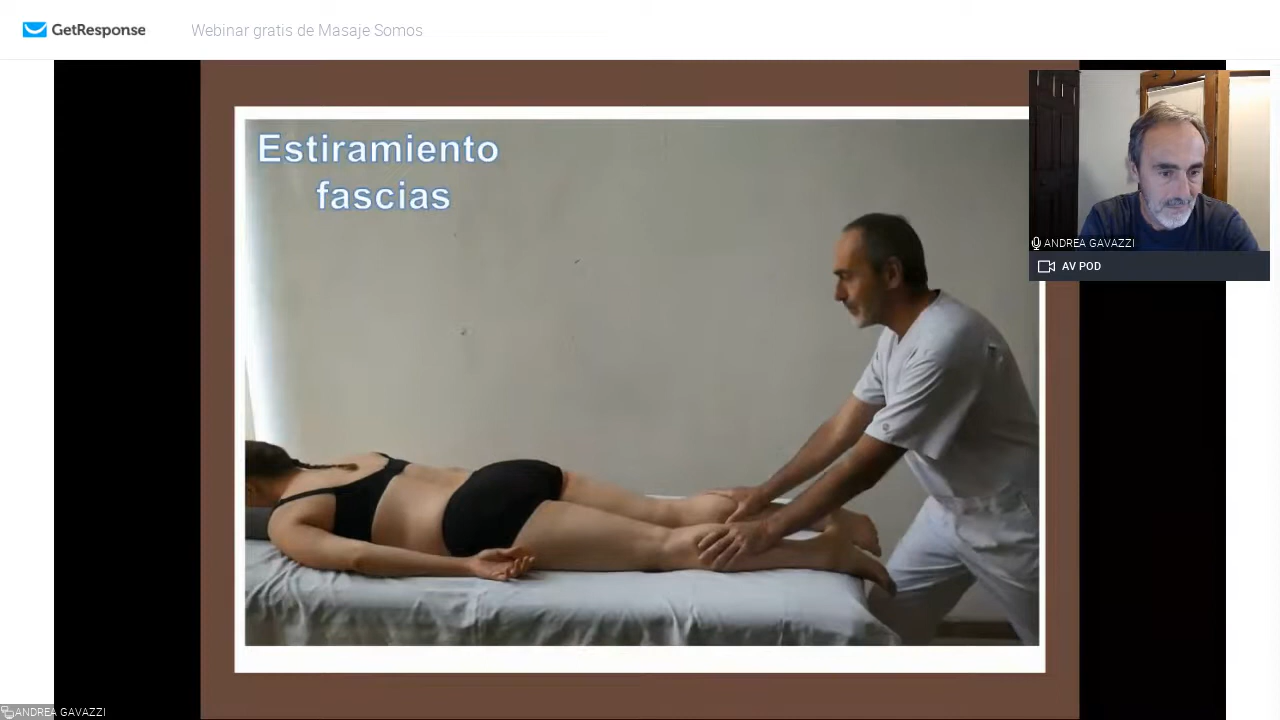 GetResponse
Webinar gratis de Masaje Somos
Estiramiento
fascias
ANDREA GAVAZZI
AV POD
ANDREA GAVAZZI